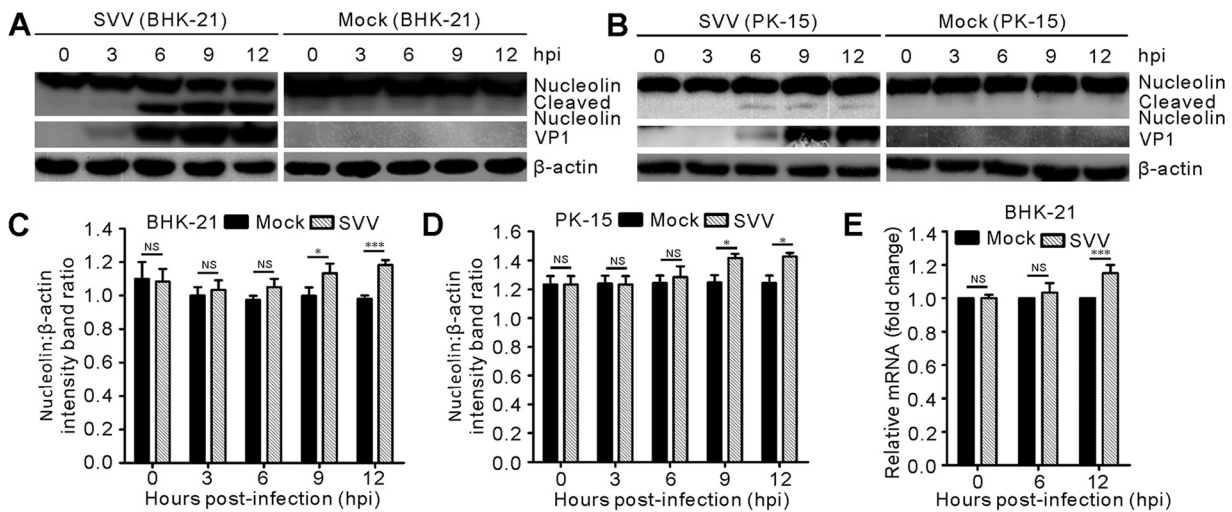 A
SVV (BHK-21) Mock (BHK-21)
0 3 6 9 12 0 3 6 9 12 hpi
Nucleolin
Cleaved
Nucleolin
VP1
β-actin
B
SVV (PK-15) Mock (PK-15)
0 3 6 9 12 0 3 6 9 12 hpi
Nucleolin
Cleaved
Nucleolin
VP1
β-actin
C
BHK-21 Mock SVV
Nucleolin:β-actin
intensity band ratio
1.4
1.2
1.0
0.8
0.6
0.4
0.2
0.0
NS NS NS * ***
0 3 6 9 12
Hours post-infection (hpi)
D
PK-15 Mock SVV
Nucleolin:β-actin
intensity band ratio
1.6
1.4
1.2
1.0
0.8
0.6
0.4
0.2
0.0
NS NS NS * *
0 3 6 9 12
Hours post-infection (hpi)
E
BHK-21
Mock SVV
Relative mRNA (fold change)
1.4
1.2
1.0
0.8
0.6
0.4
0.2
0.0
NS NS ***
0 6 12
Hours post-infection (hpi)